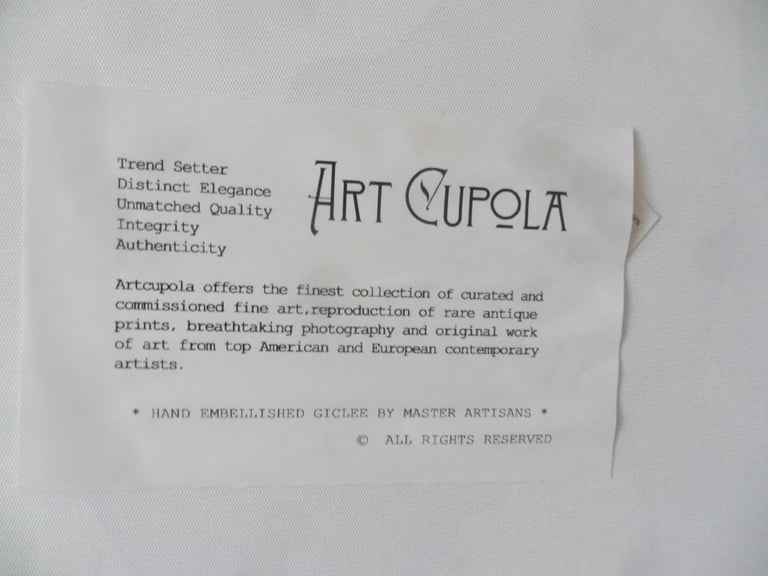 Trend Setter
Distinct Elegance
Unmatched Quality
Integrity
Authenticity
ART CUPOLA
Artcupola offers the finest collection of curated and
commissioned fine art,reproduction of rare antique
prints, breathtaking photography and original work
of art from top American and European contemporary
artists.
* HAND EMBELLISHED GICLEE BY MASTER ARTISANS *
© ALL RIGHTS RESERVED